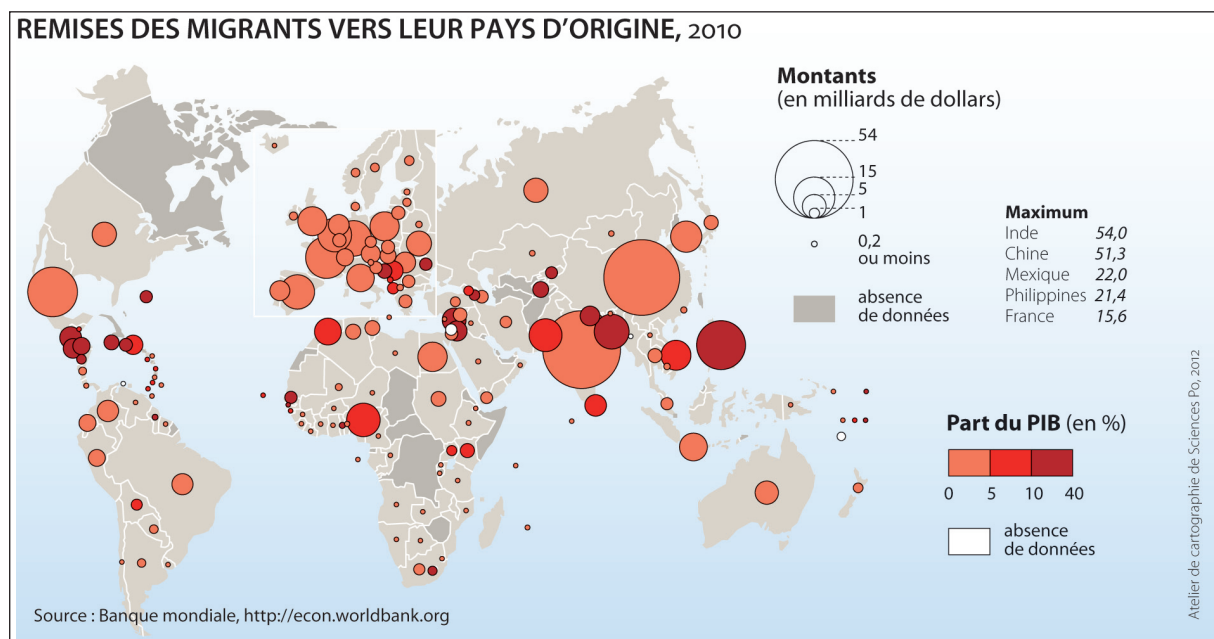 REMISES DES MIGRANTS VERS LEUR PAYS D'ORIGINE, 2010
Montants
(en milliards de dollars)
54
15
5
1
0,2
ou moins
absence
de données
Maximum
Inde 54,0
Chine 51,3
Mexique 22,0
Philippines 21,4
France 15,6
Part du PIB (en %)
0 5 10 40
absence
de données
Source : Banque mondiale, http://econ.worldbank.org
Atelier de cartographie de Sciences Po, 2012